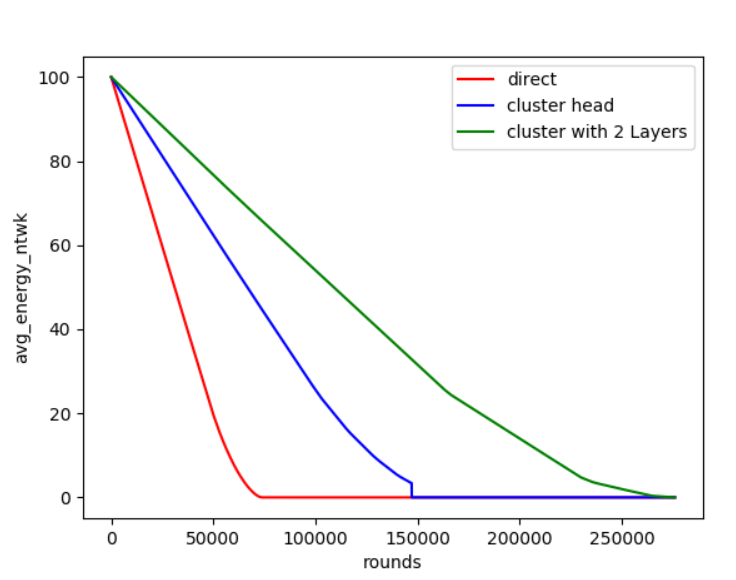 direct
cluster head
cluster with 2 Layers
100
80
60
40
20
0
avg_energy_ntwk
0 50000 100000 150000 200000 250000
rounds